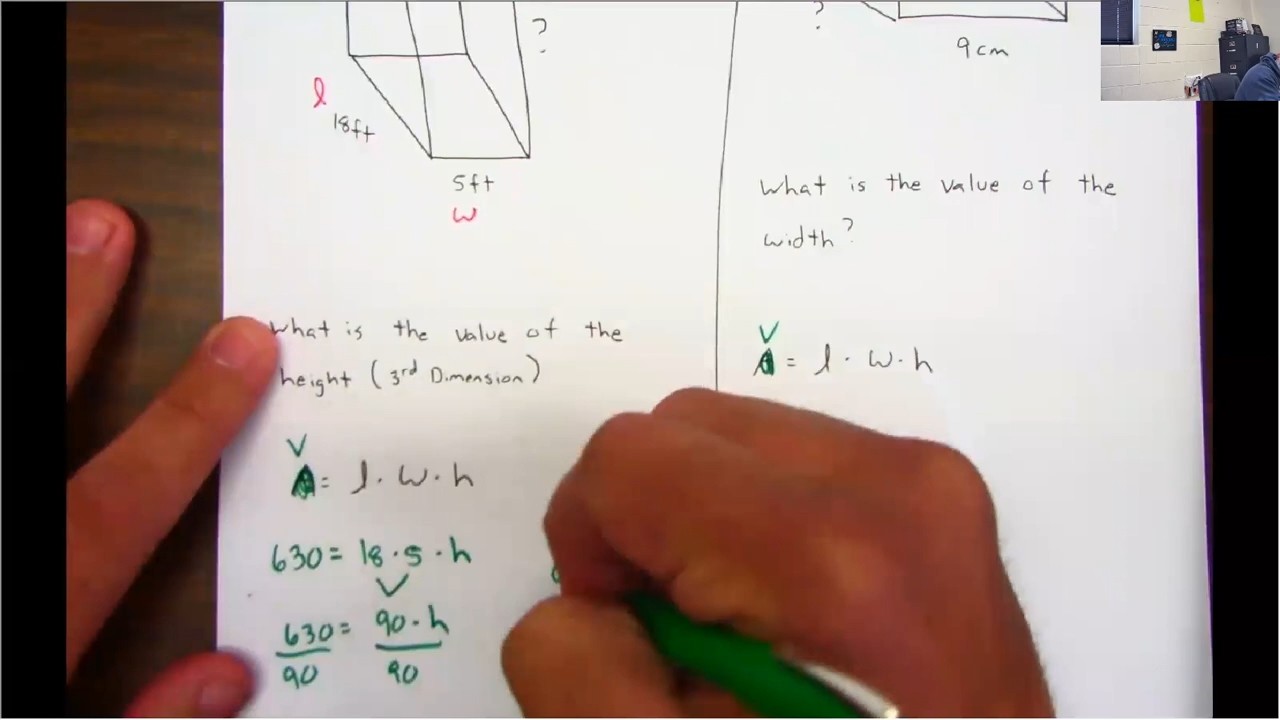 ?
l
18ft
5ft
w
What is the value of the
height (3rd Dimension)
V
= l · w · h
630 = 18 · 5 · h
630 = 90 · h
90 90
?
9cm
What is the value of the
width?
V
= l · w · h